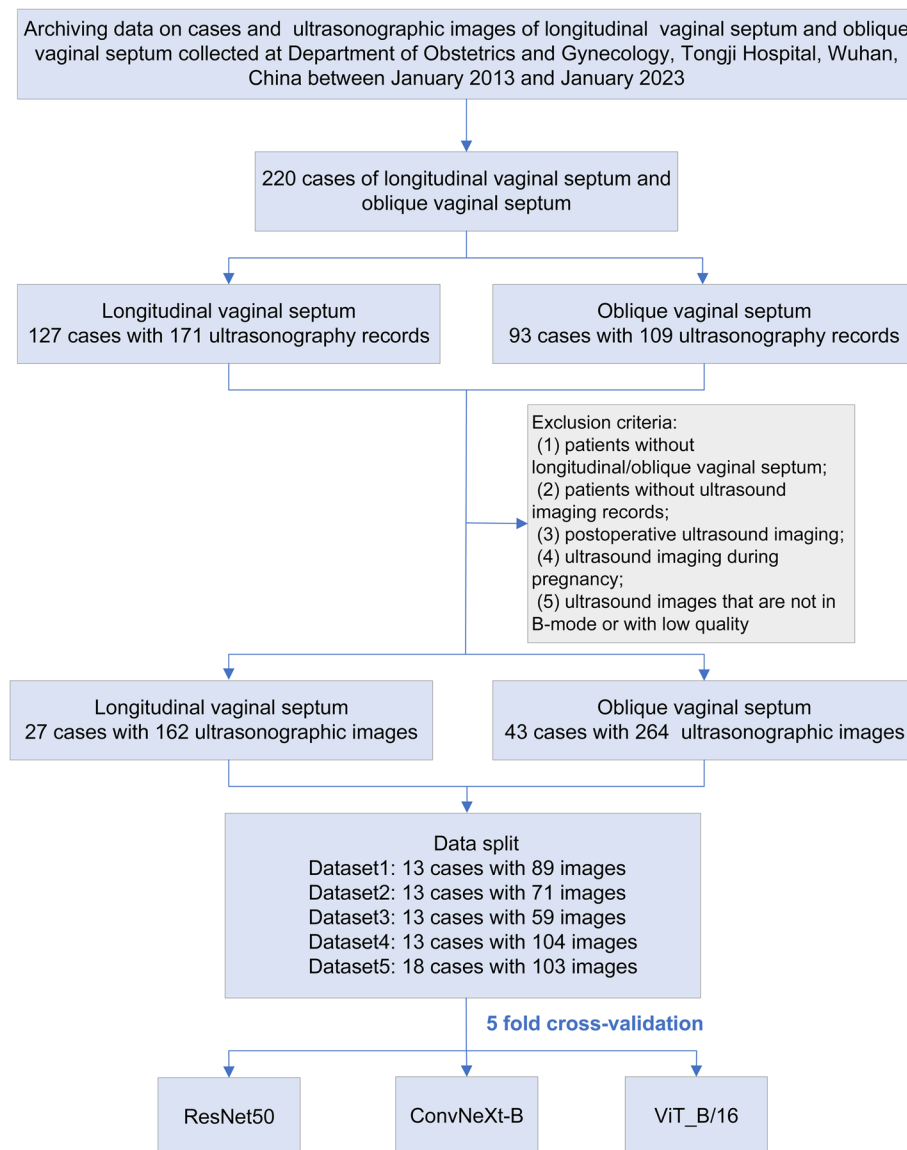 Archiving data on cases and ultrasonographic images of longitudinal vaginal septum and oblique
vaginal septum collected at Department of Obstetrics and Gynecology, Tongji Hospital, Wuhan,
China between January 2013 and January 2023
220 cases of longitudinal vaginal septum and
oblique vaginal septum
Longitudinal vaginal septum
127 cases with 171 ultrasonography records
Oblique vaginal septum
93 cases with 109 ultrasonography records
Exclusion criteria:
(1) patients without
longitudinal/oblique vaginal septum;
(2) patients without ultrasound
imaging records;
(3) postoperative ultrasound imaging;
(4) ultrasound imaging during
pregnancy;
(5) ultrasound images that are not in
B-mode or with low quality
Longitudinal vaginal septum
27 cases with 162 ultrasonographic images
Oblique vaginal septum
43 cases with 264 ultrasonographic images
Data split
Dataset1: 13 cases with 89 images
Dataset2: 13 cases with 71 images
Dataset3: 13 cases with 59 images
Dataset4: 13 cases with 104 images
Dataset5: 18 cases with 103 images
5 fold cross-validation
ResNet50
ConvNeXt-B
ViT_B/16